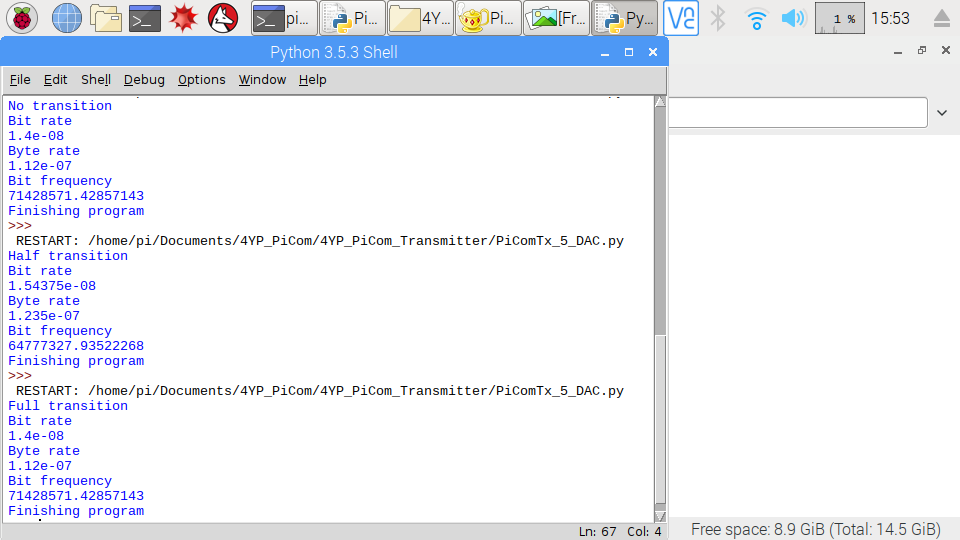 pi...
Pi...
4Y...
Pi...
[Fr...
Py...
1 %
15:53
Python 3.5.3 Shell
File Edit Shell Debug Options Window Help
No transition
Bit rate
1.4e-08
Byte rate
1.12e-07
Bit frequency
71428571.42857143
Finishing program
>>>
RESTART: /home/pi/Documents/4YP_PiCom/4YP_PiCom_Transmitter/PiComTx_5_DAC.py
Half transition
Bit rate
1.54375e-08
Byte rate
1.235e-07
Bit frequency
64777327.93522268
Finishing program
>>>
RESTART: /home/pi/Documents/4YP_PiCom/4YP_PiCom_Transmitter/PiComTx_5_DAC.py
Full transition
Bit rate
1.4e-08
Byte rate
1.12e-07
Bit frequency
71428571.42857143
Finishing program
Ln: 67 Col: 4
Free space: 8.9 GiB (Total: 14.5 GiB)